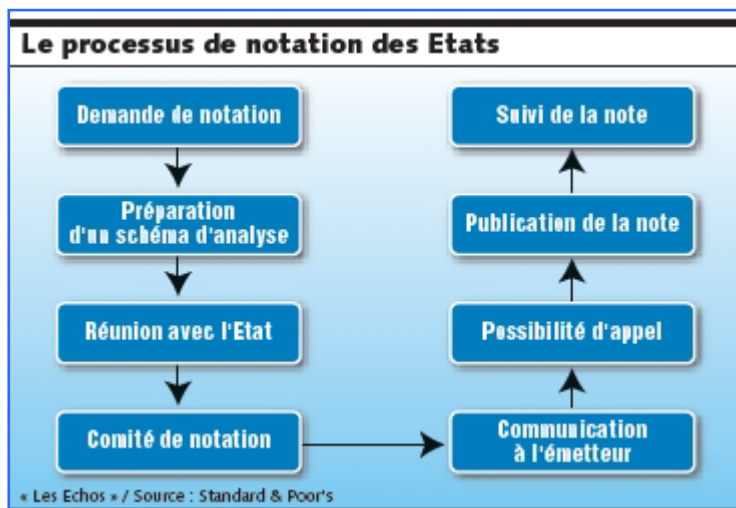 Le processus de notation des Etats
Demande de notation
Préparation
d'un schéma d'analyse
Réunion avec l'Etat
Comité de notation
Communication
à l'émetteur
Possibilité d'appel
Publication de la note
Suivi de la note
« Les Echos » / Source : Standard & Poor's